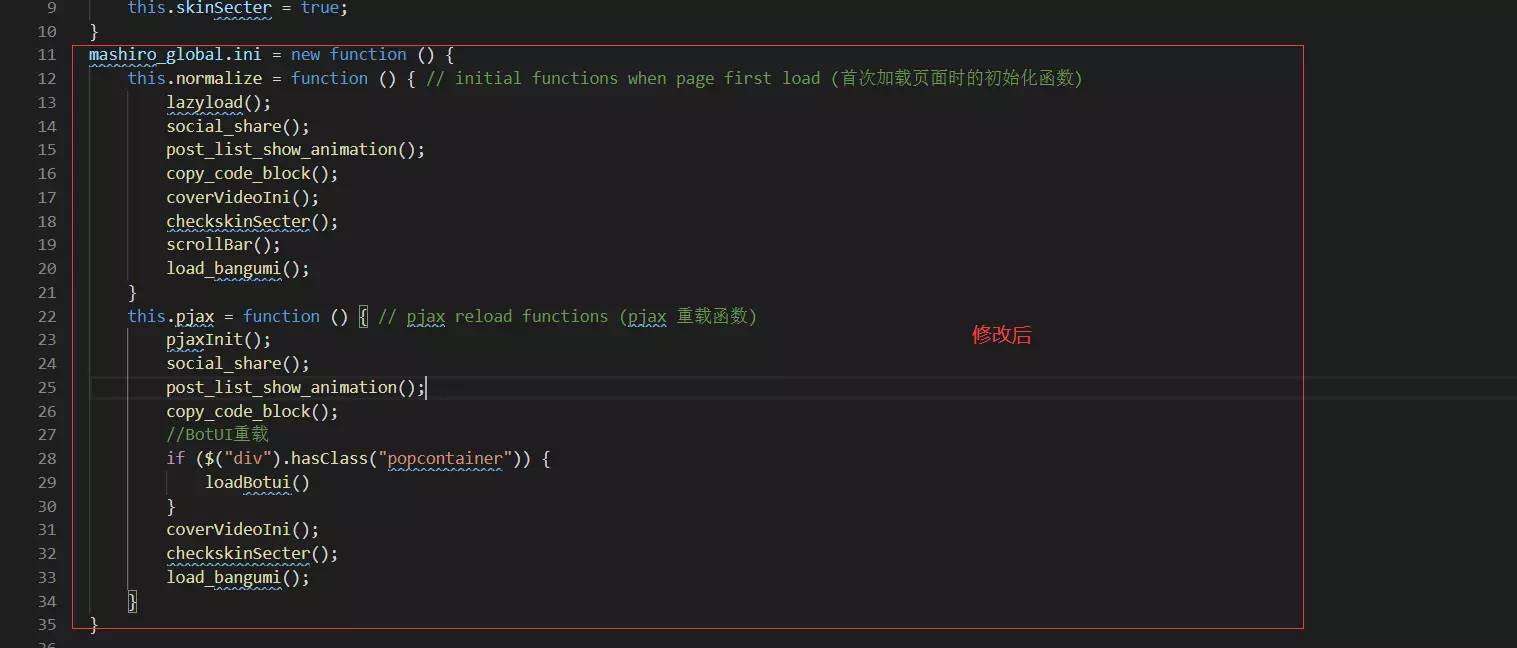 9 this.skinSecter = true;
10 }
11 mashiro_global.ini = new function () {
12 this.normalize = function () { // initial functions when page first load (首次加载页面时的初始化函数)
13 lazyload();
14 social_share();
15 post_list_show_animation();
16 copy_code_block();
17 coverVideoIni();
18 checkskinSecter();
19 scrollBar();
20 load_bangumi();
21 }
22 this.pjax = function () { // pjax reload functions (pjax 重载函数)
23 pjaxInit();
修改后
24 social_share();
25 post_list_show_animation();
26 copy_code_block();
27 //BotUI重载
28 if ($("div").hasClass("popcontainer")) {
29 loadBotui()
30 }
31 coverVideoIni();
32 checkskinSecter();
33 load_bangumi();
34 }
35 }